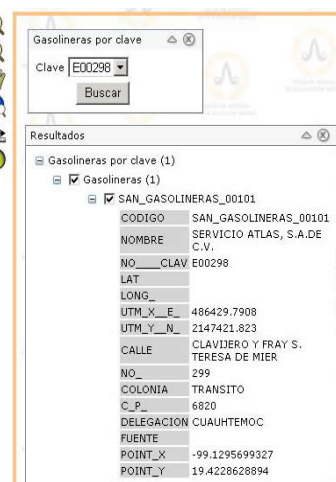 Gasolineras por clave
Clave E00298
Buscar
Resultados
Gasolineras por clave (1)
Gasolineras (1)
SAN_GASOLINERAS_00101
CODIGO SAN_GASOLINERAS_00101
NOMBRE SERVICIO ATLAS, S.A.DE
C.V.
NO____CLAV E00298
LAT
LONG_
UTM_X__E_ 486429.7908
UTM_Y__N_ 2147421.823
CALLE CLAVIJERO Y FRAY S.
TERESA DE MIER
NO_ 299
COLONIA TRANSITO
C_P_ 6820
DELEGACION CUAUHTEMOC
FUENTE
POINT_X -99.1295699327
POINT_Y 19.4228628894